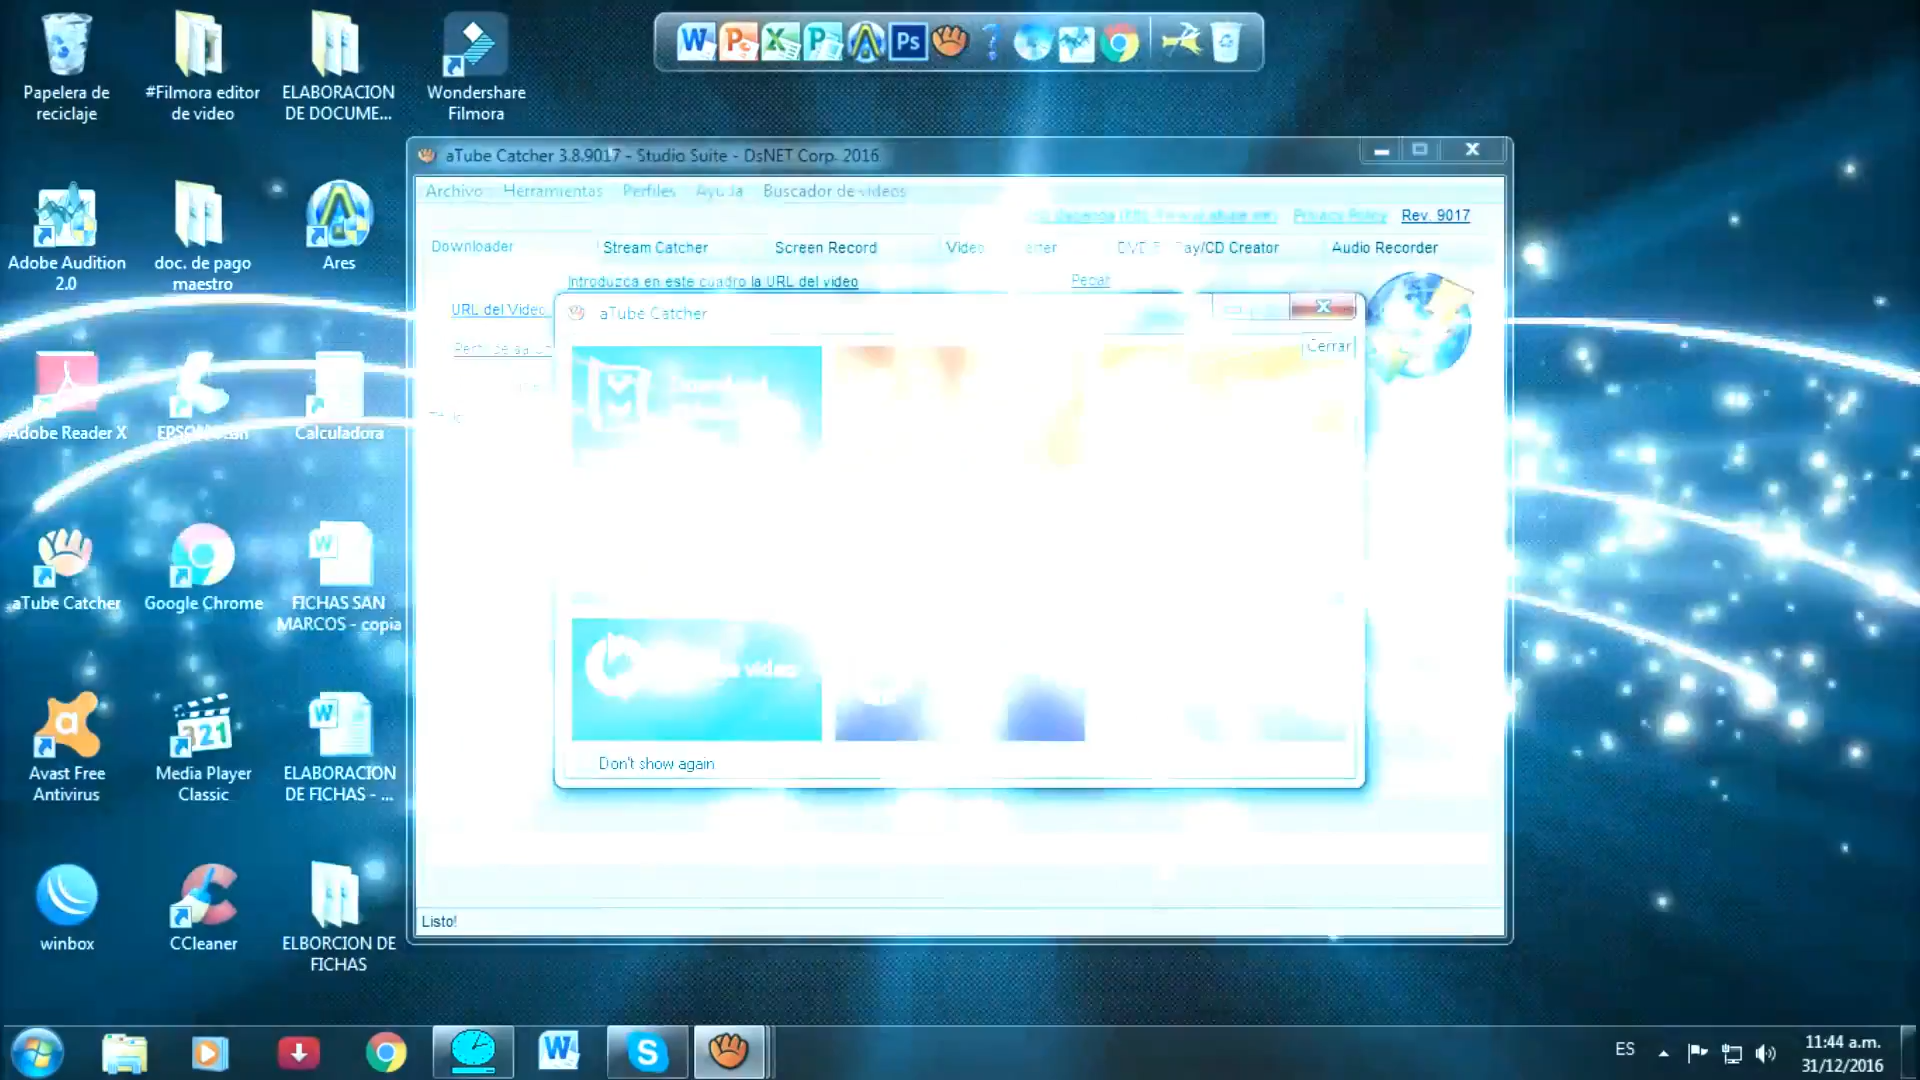 Papelera de
reciclaje
#Filmora editor
de video
ELABORACION
DE DOCUME...
Wondershare
Filmora
Ps
aTube Catcher 3.8.9017 - Studio Suite - DsNET Corp. 2016
Archivo Herramientas Perfiles Ayuda Buscador de videos
Privacy Policy Rev. 9017
Downloader Stream Catcher Screen Record Video Audio Recorder
ay/CD Creator
Introduzca en este cuadro la URL del video Pegar
URL del Video
aTube Catcher
Cerrar
Download
video
Don't show again
Listo!
Adobe Audition
2.0
doc. de pago
maestro
Ares
Adobe Reader X
Calculadora
aTube Catcher
Google Chrome
FICHAS SAN
MARCOS - copia
Avast Free
Antivirus
Media Player
Classic
321
ELABORACION
DE FICHAS - ...
winbox
CCleaner
ELBORCION DE
FICHAS
ES
11:44 a.m.
31/12/2016